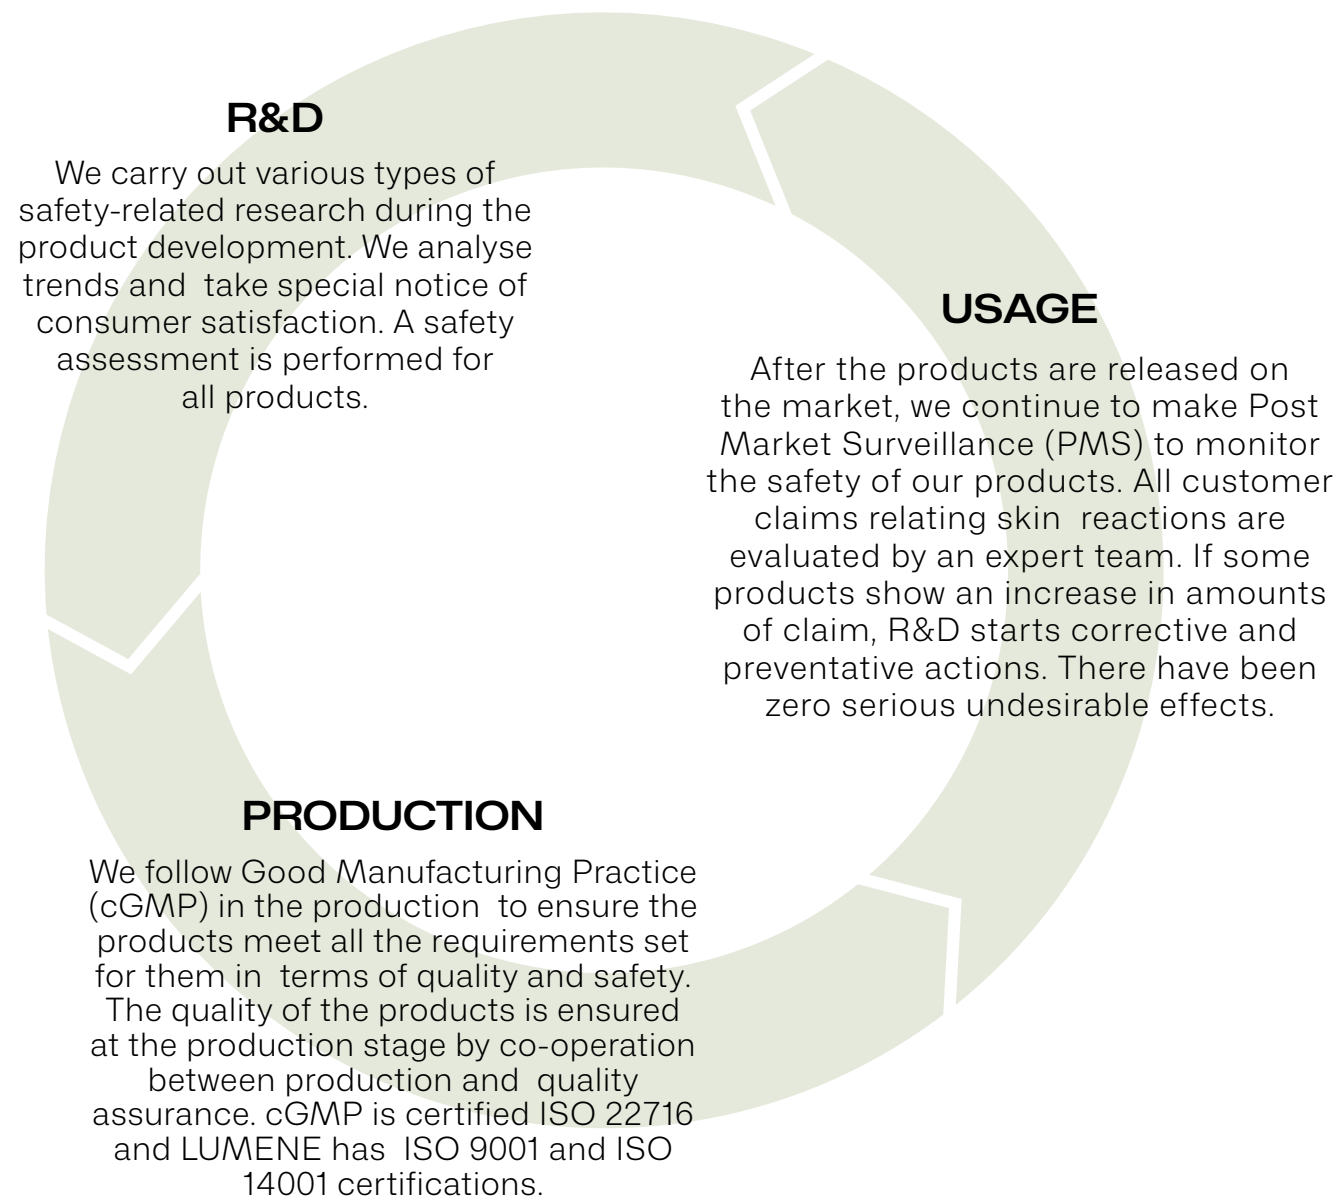 R&D
We carry out various types of
safety-related research during the
product development. We analyse
trends and  take special notice of
consumer satisfaction. A safety
assessment is performed for
all products.
USAGE
After the products are released on
the market, we continue to make Post
Market Surveillance (PMS) to monitor
the safety of our products. All customer
claims relating skin  reactions are
evaluated by an expert team. If some
products show an increase in amounts
of claim, R&D starts corrective and
preventative actions. There have been
zero serious undesirable effects.
PRODUCTION
We follow Good Manufacturing Practice
(cGMP) in the production  to ensure the
products meet all the requirements set
for them in  terms of quality and safety.
The quality of the products is ensured
at the production stage by co-operation
between production and  quality
assurance. cGMP is certified ISO 22716
and LUMENE has  ISO 9001 and ISO
14001 certifications.